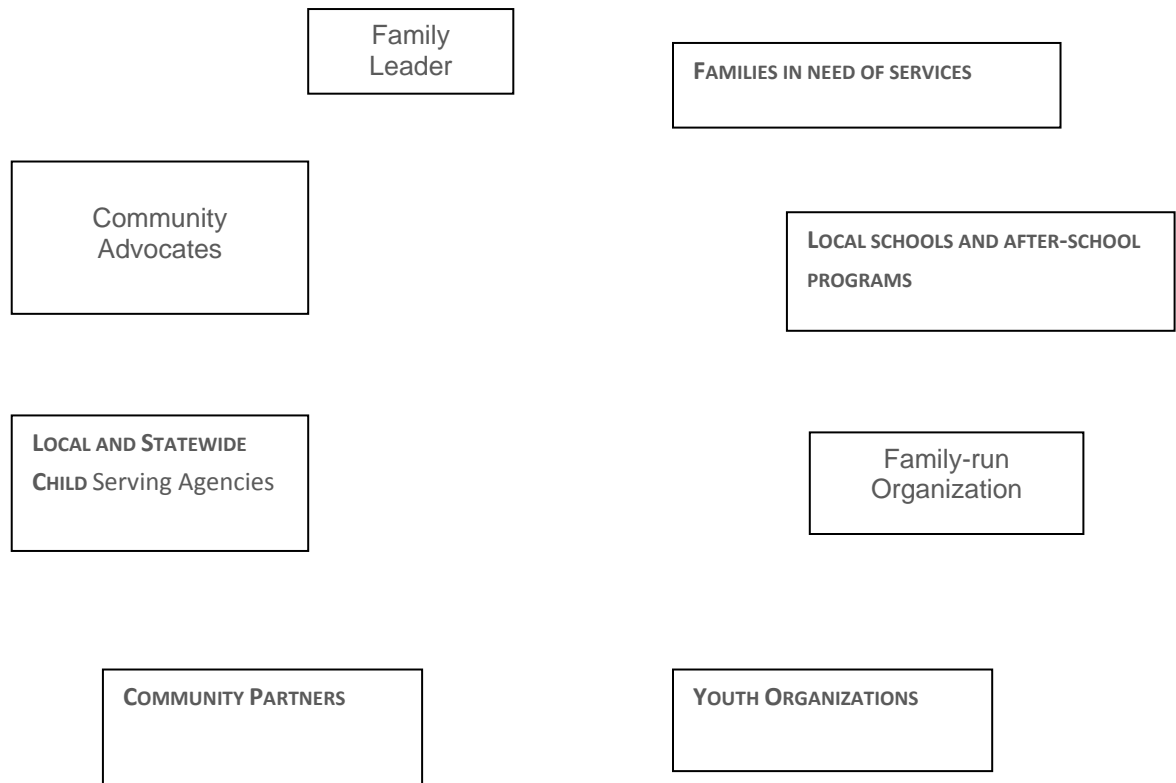 Family
Leader
FAMILIES IN NEED OF SERVICES
Community
Advocates
LOCAL SCHOOLS AND AFTER-SCHOOL
PROGRAMS
LOCAL AND STATEWIDE
CHILD Serving Agencies
Family-run
Organization
COMMUNITY PARTNERS
YOUTH ORGANIZATIONS